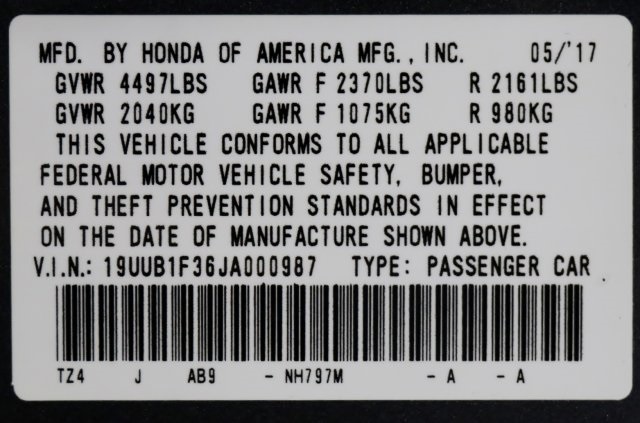 MFD. BY HONDA OF AMERICA MFG., INC. 05/'17
GVWR 4497LBS GAWR F 2370LBS R 2161LBS
GVWR 2040KG GAWR F 1075KG R 980KG
THIS VEHICLE CONFORMS TO ALL APPLICABLE
FEDERAL MOTOR VEHICLE SAFETY, BUMPER,
AND THEFT PREVENTION STANDARDS IN EFFECT
ON THE DATE OF MANUFACTURE SHOWN ABOVE.
V.I.N.: 19UUB1F36JA000987 TYPE: PASSENGER CAR
TZ4 J AB9 - NH797M - A - A